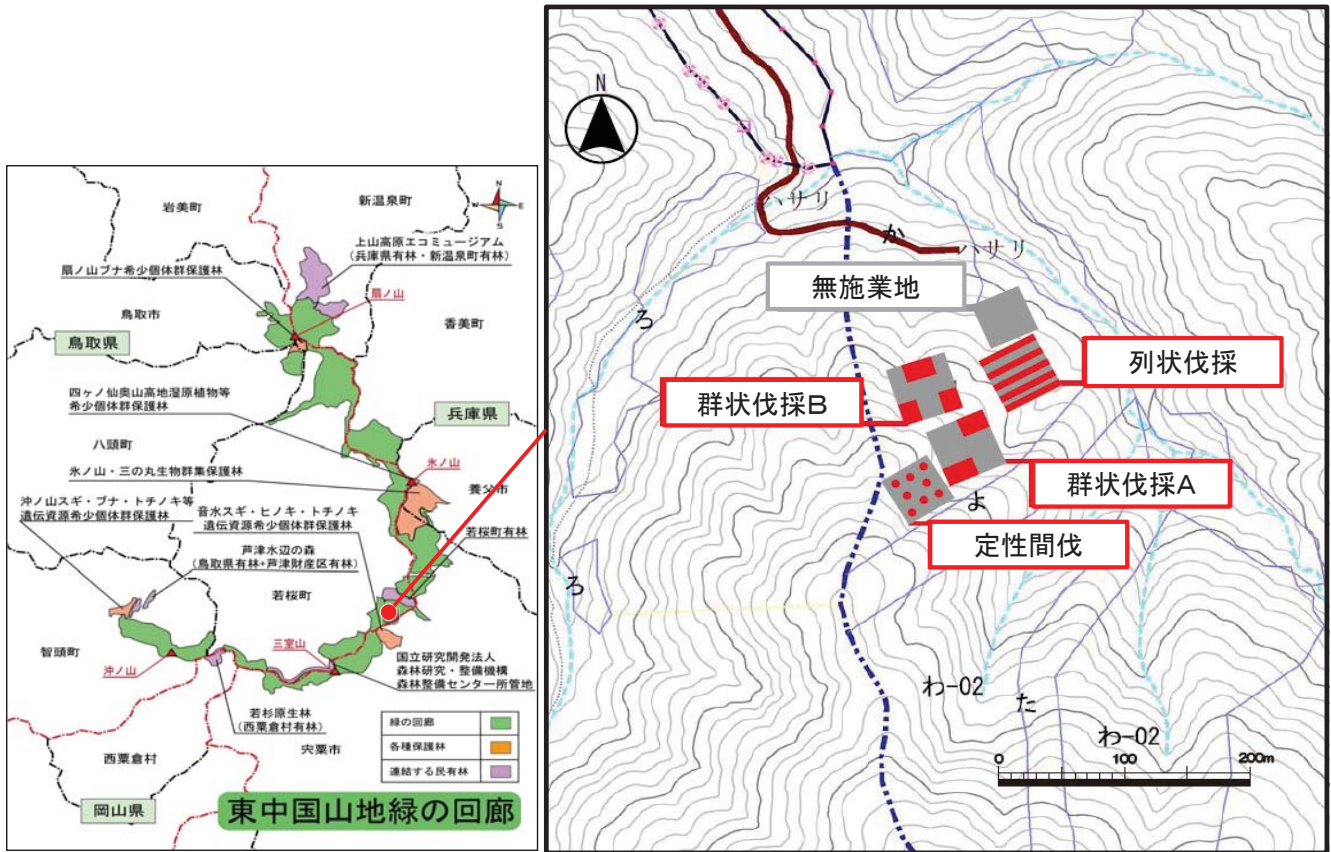 岩美町
新温泉町
N
W
E
S
上山高原エコミュージアム
(兵庫県有林・新温泉町有林)
扇ノ山ブナ希少個体群保護林
扇ノ山
鳥取市
香美町
鳥取県
四ヶノ仙奥山高地湿原植物等
希少個体群保護林
兵庫県
八頭町
氷ノ山・三の丸生物群集保護林
氷ノ山
養父市
沖ノ山スギ・ブナ・トチノキ等
遺伝資源希少個体群保護林
音水スギ・ヒノキ・トチノキ
遺伝資源希少個体群保護林
若桜町有林
芦津水辺の森
(鳥取県有林+芦津財産区有林)
若桜町
智頭町
三室山
沖ノ山
国立研究開発法人
森林研究・整備機構
森林整備センター所管地
若杉原生林
(西粟倉村有林)
緑の回廊
各種保護林
連結する民有林
西粟倉村
宍粟市
岡山県
東中国山地緑の回廊
N
ハサリ
か
ハサリ
無施業地
ろ
列状伐採
群状伐採B
群状伐採A
よ
定性間伐
ろ
わ-02
た
わ-02
0
100
200m